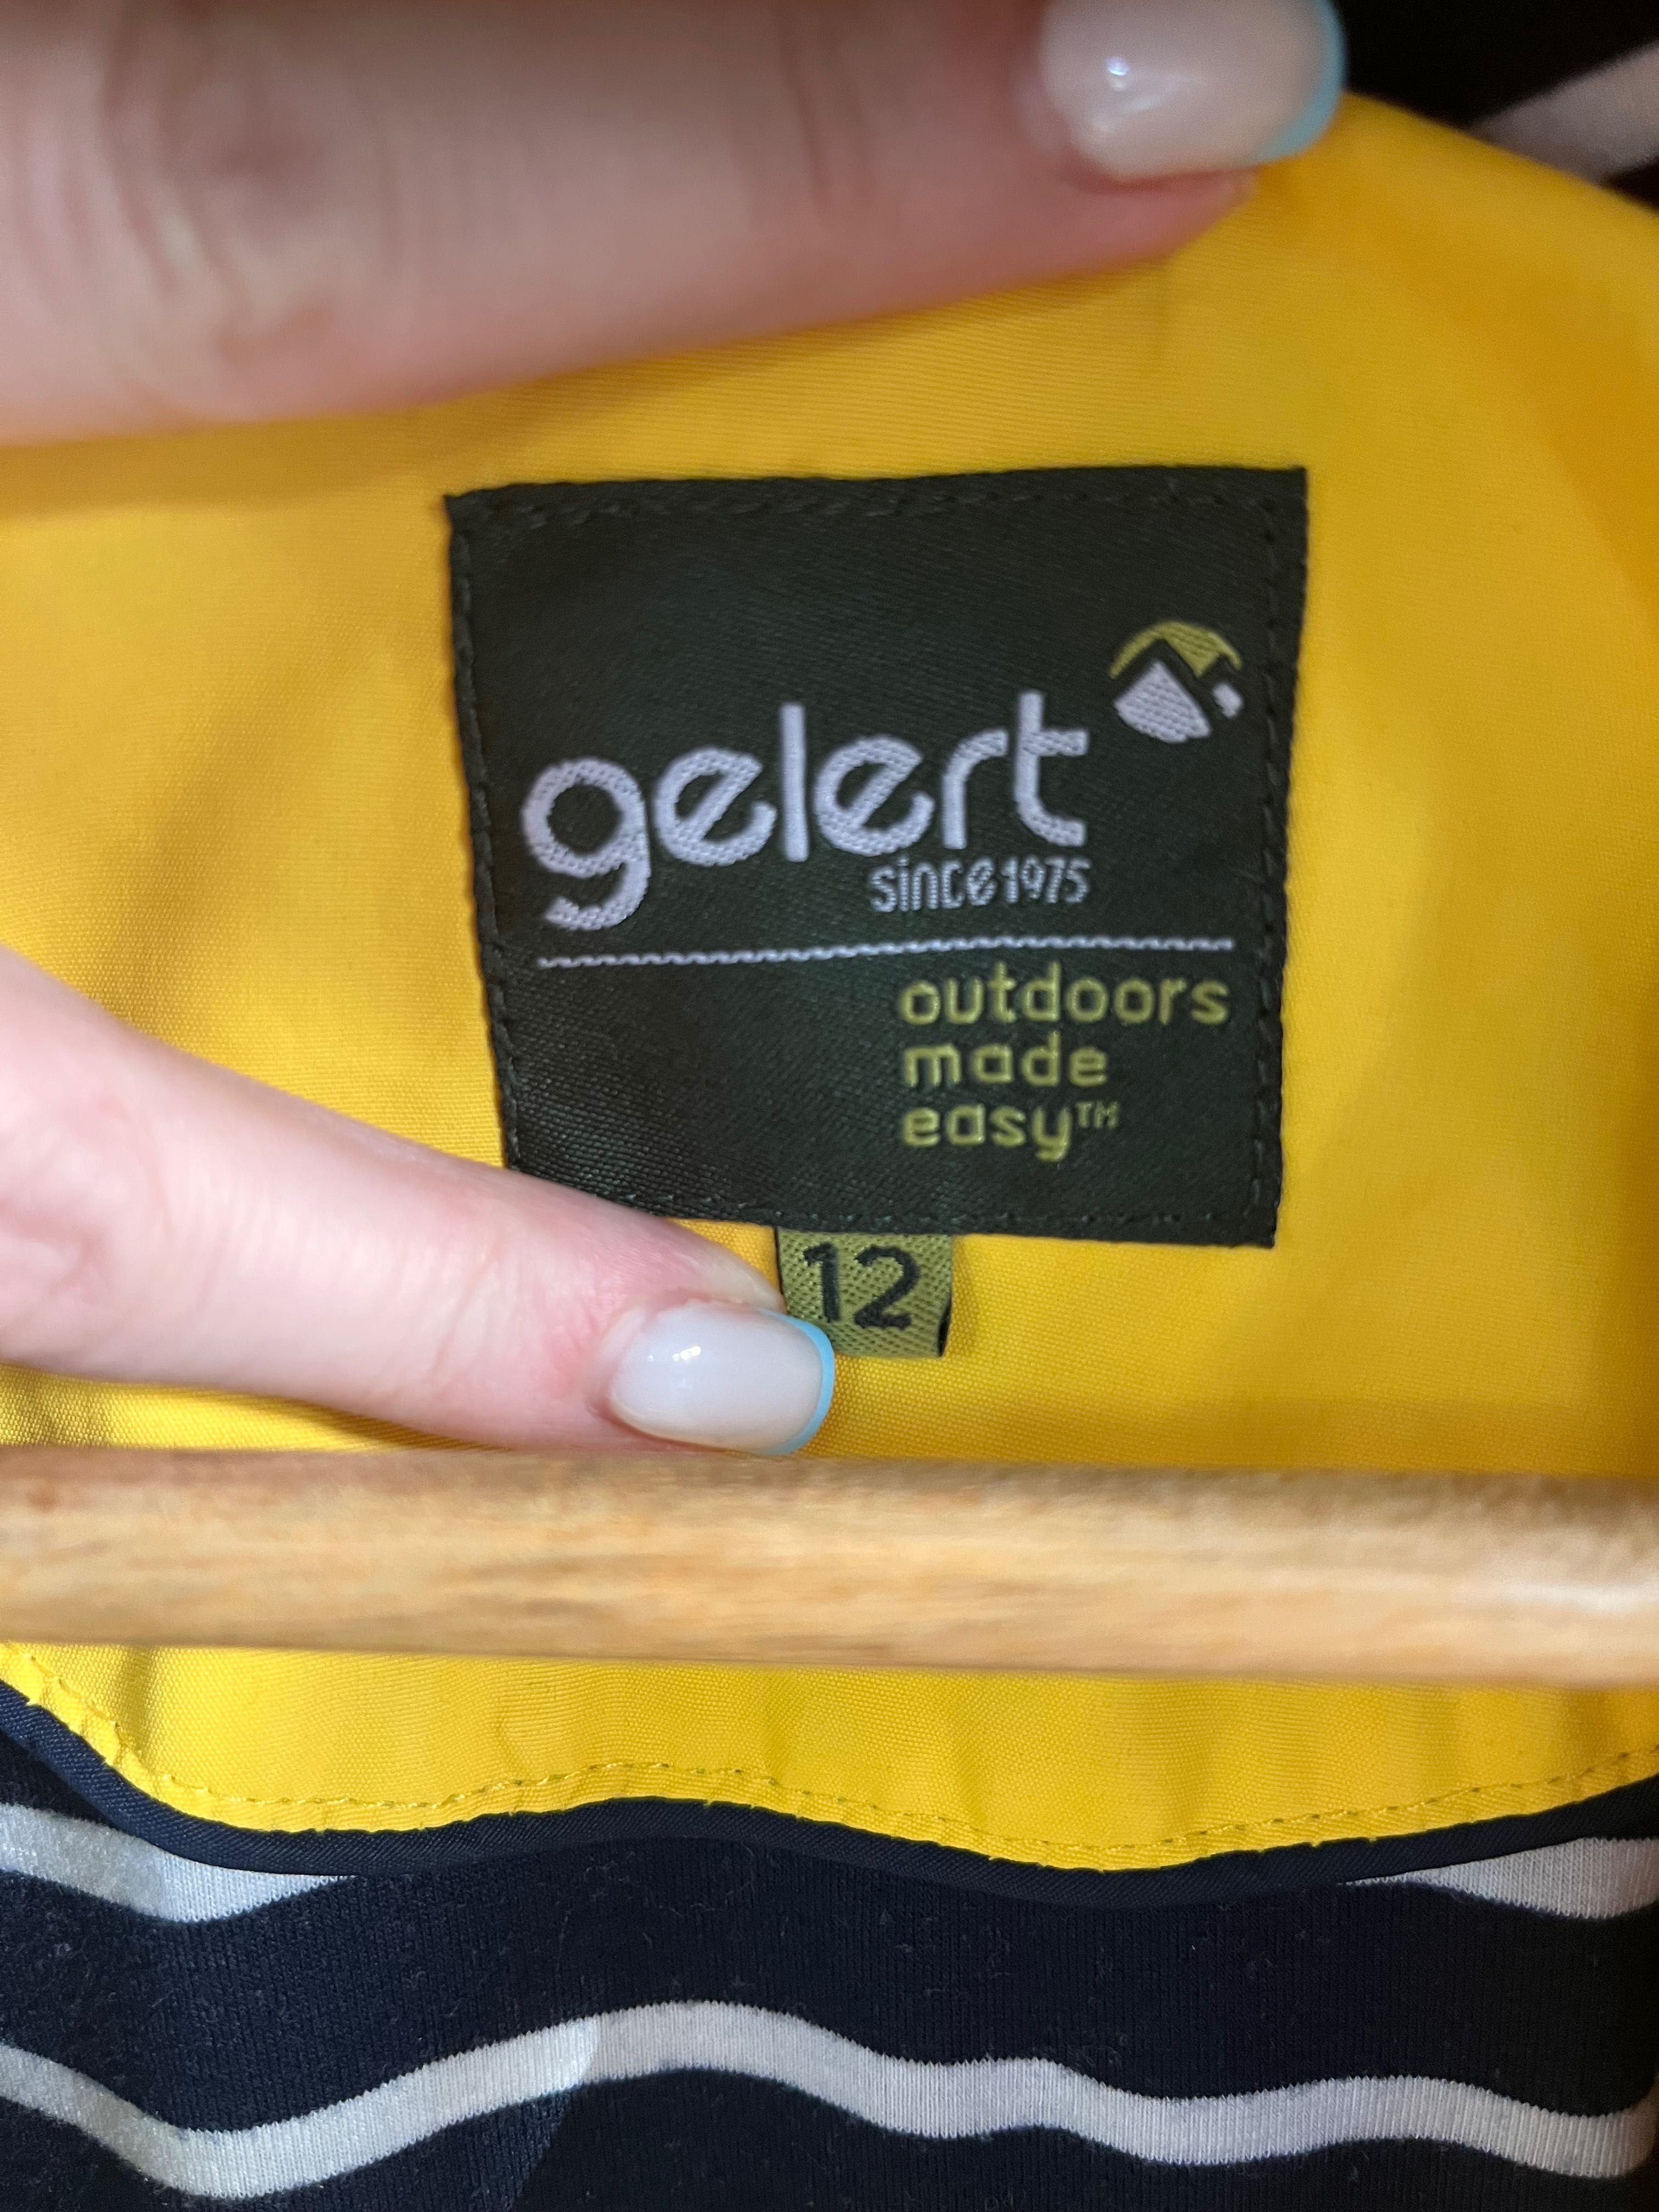 gelert
since1975
outdoors
made
easy™
12